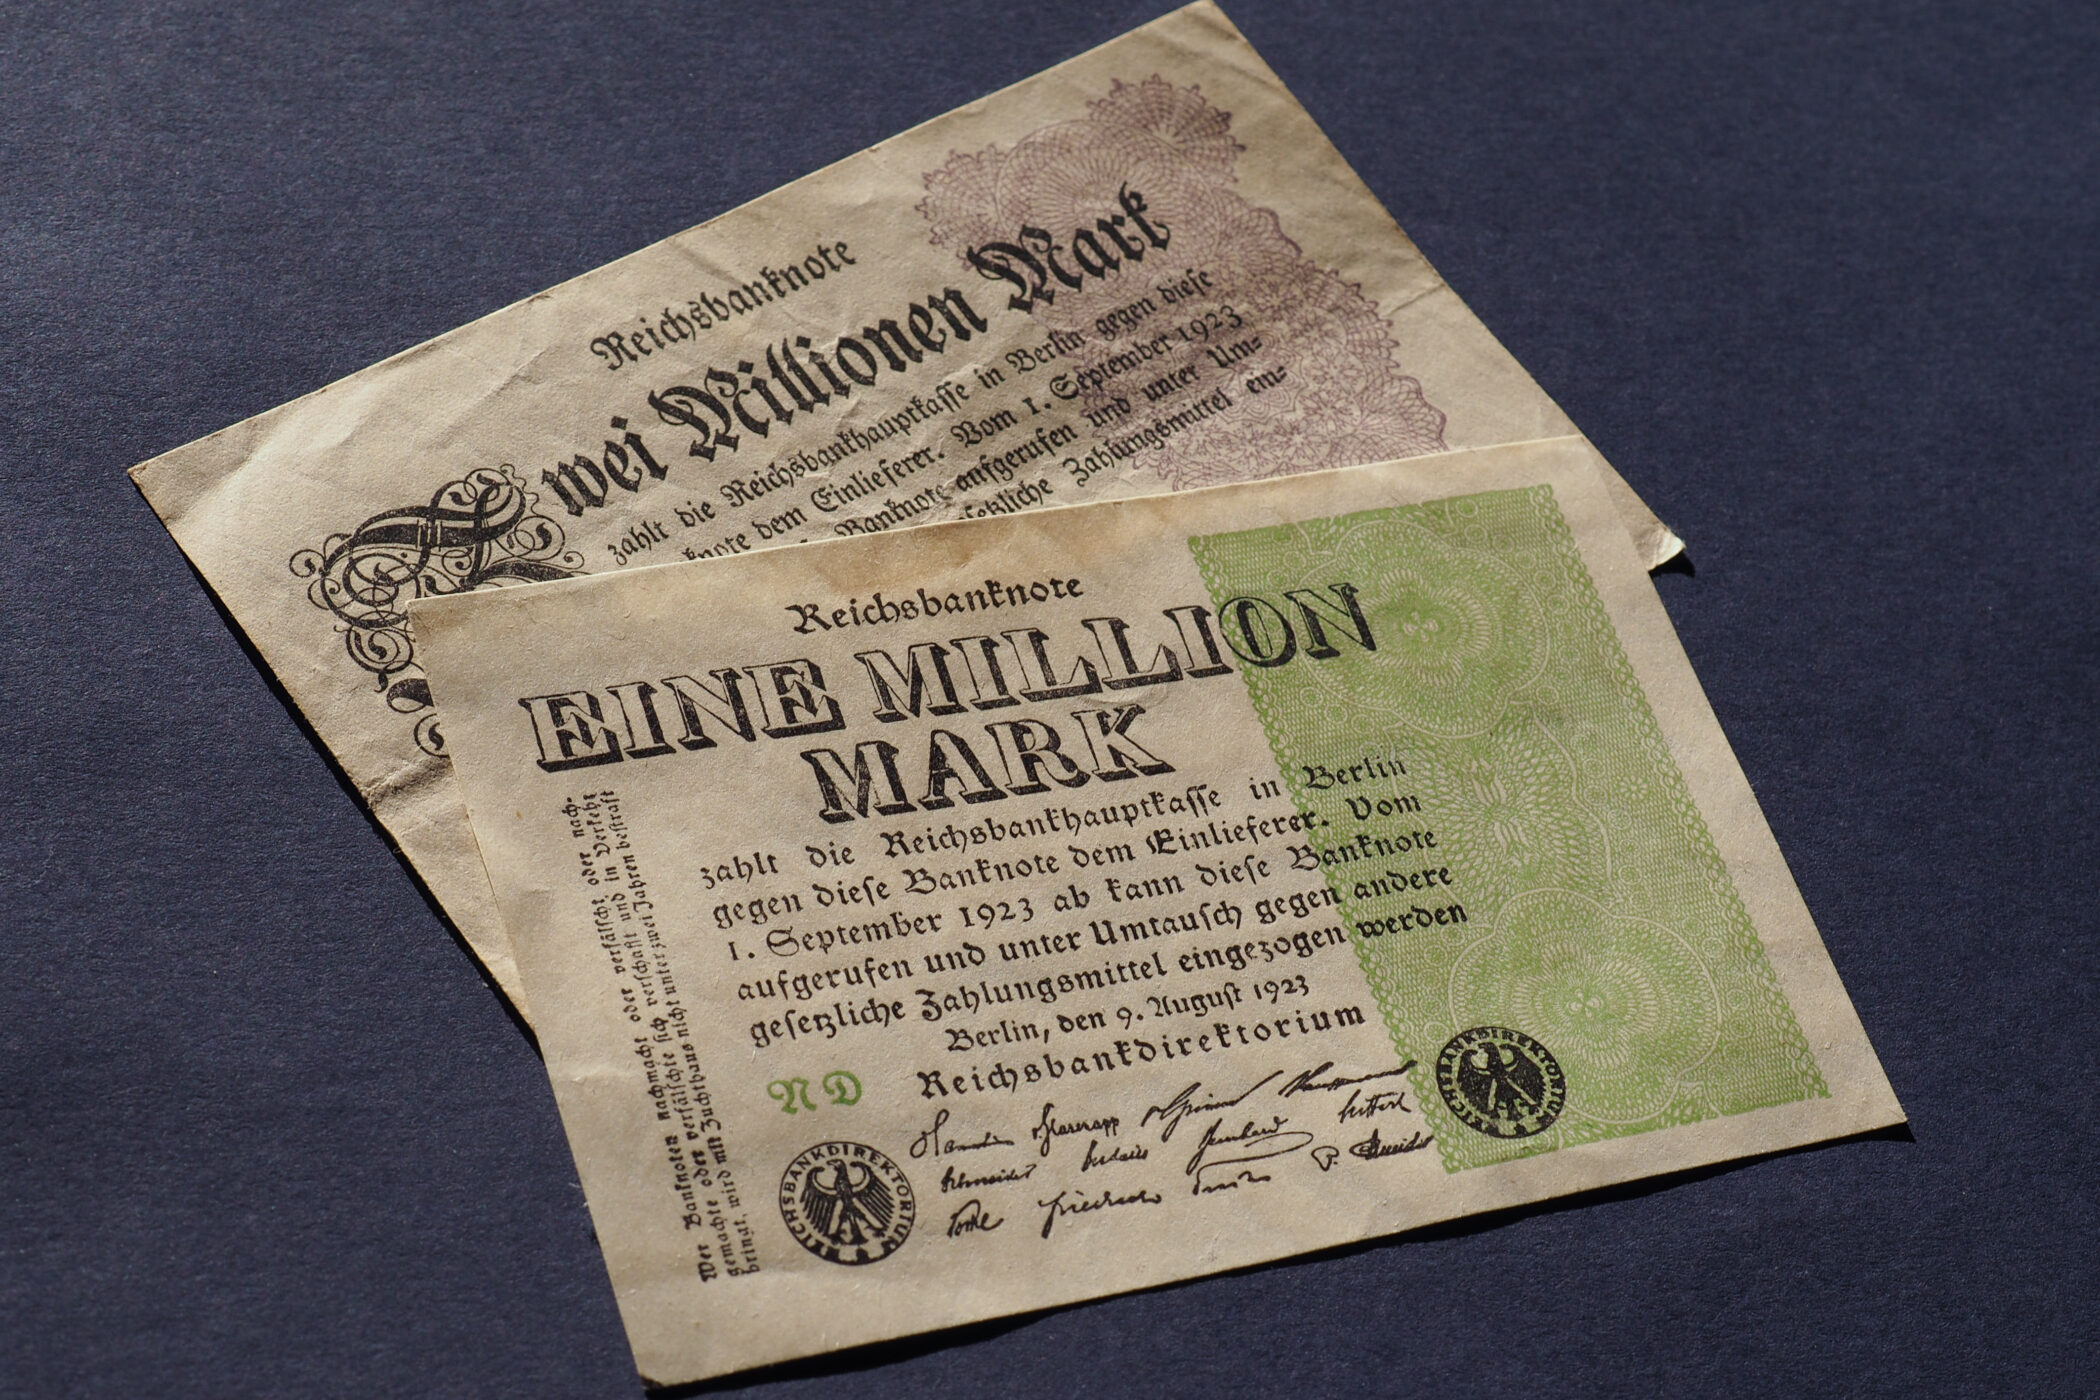 Reichsbanknote
Zwei Millionen Mark
zahlt die Reichsbankhauptkasse in Berlin gegen diese
knote dem Einlieferer. Vom 1. September 1923
Banknote aufgerufen und unter Um-
setzliche Zahlungsmittel ein-
Reichsbanknote
EINE MILLION
MARK
zahlt die Reichsbankhauptkasse in Berlin
gegen diese Banknote dem Einlieferer. Vom
1. September 1923 ab kann diese Banknote
aufgerufen und unter Umtausch gegen andere
gesetzliche Zahlungsmittel eingezogen werden
Berlin, den 9. August 1923
Reichsbankdirektorium
ND
Wer Banknoten nachmacht oder verfälscht, oder nach-
gemachte oder verfälschte sich verschafft und in Verkehr
bringt, wird mit Zuchthaus nicht unter zwei Jahren bestraft
REICHSBANKDIREKTORIUM
REICHSBANKDIREKTORIUM